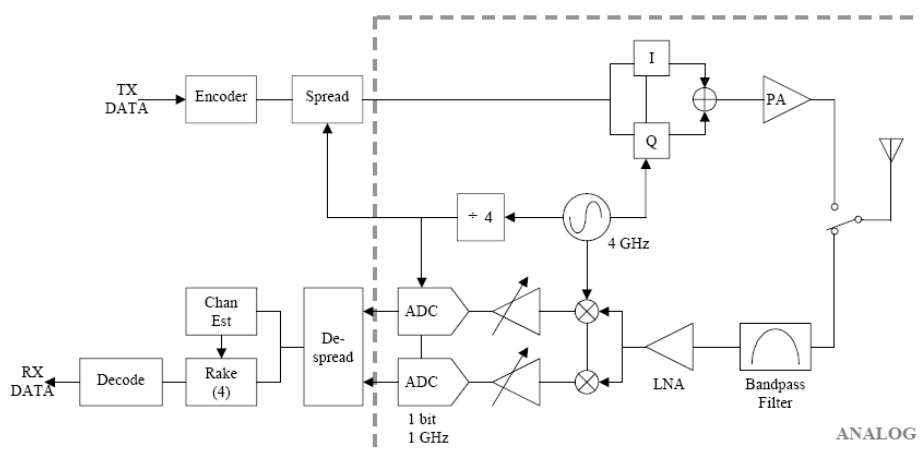 TX
DATA
Encoder
Spread
I
Q
PA
÷ 4
4 GHz
Chan
Est
De-
spread
ADC
RX
DATA
Decode
Rake
(4)
ADC
1 bit
1 GHz
LNA
Bandpass
Filter
ANALOG